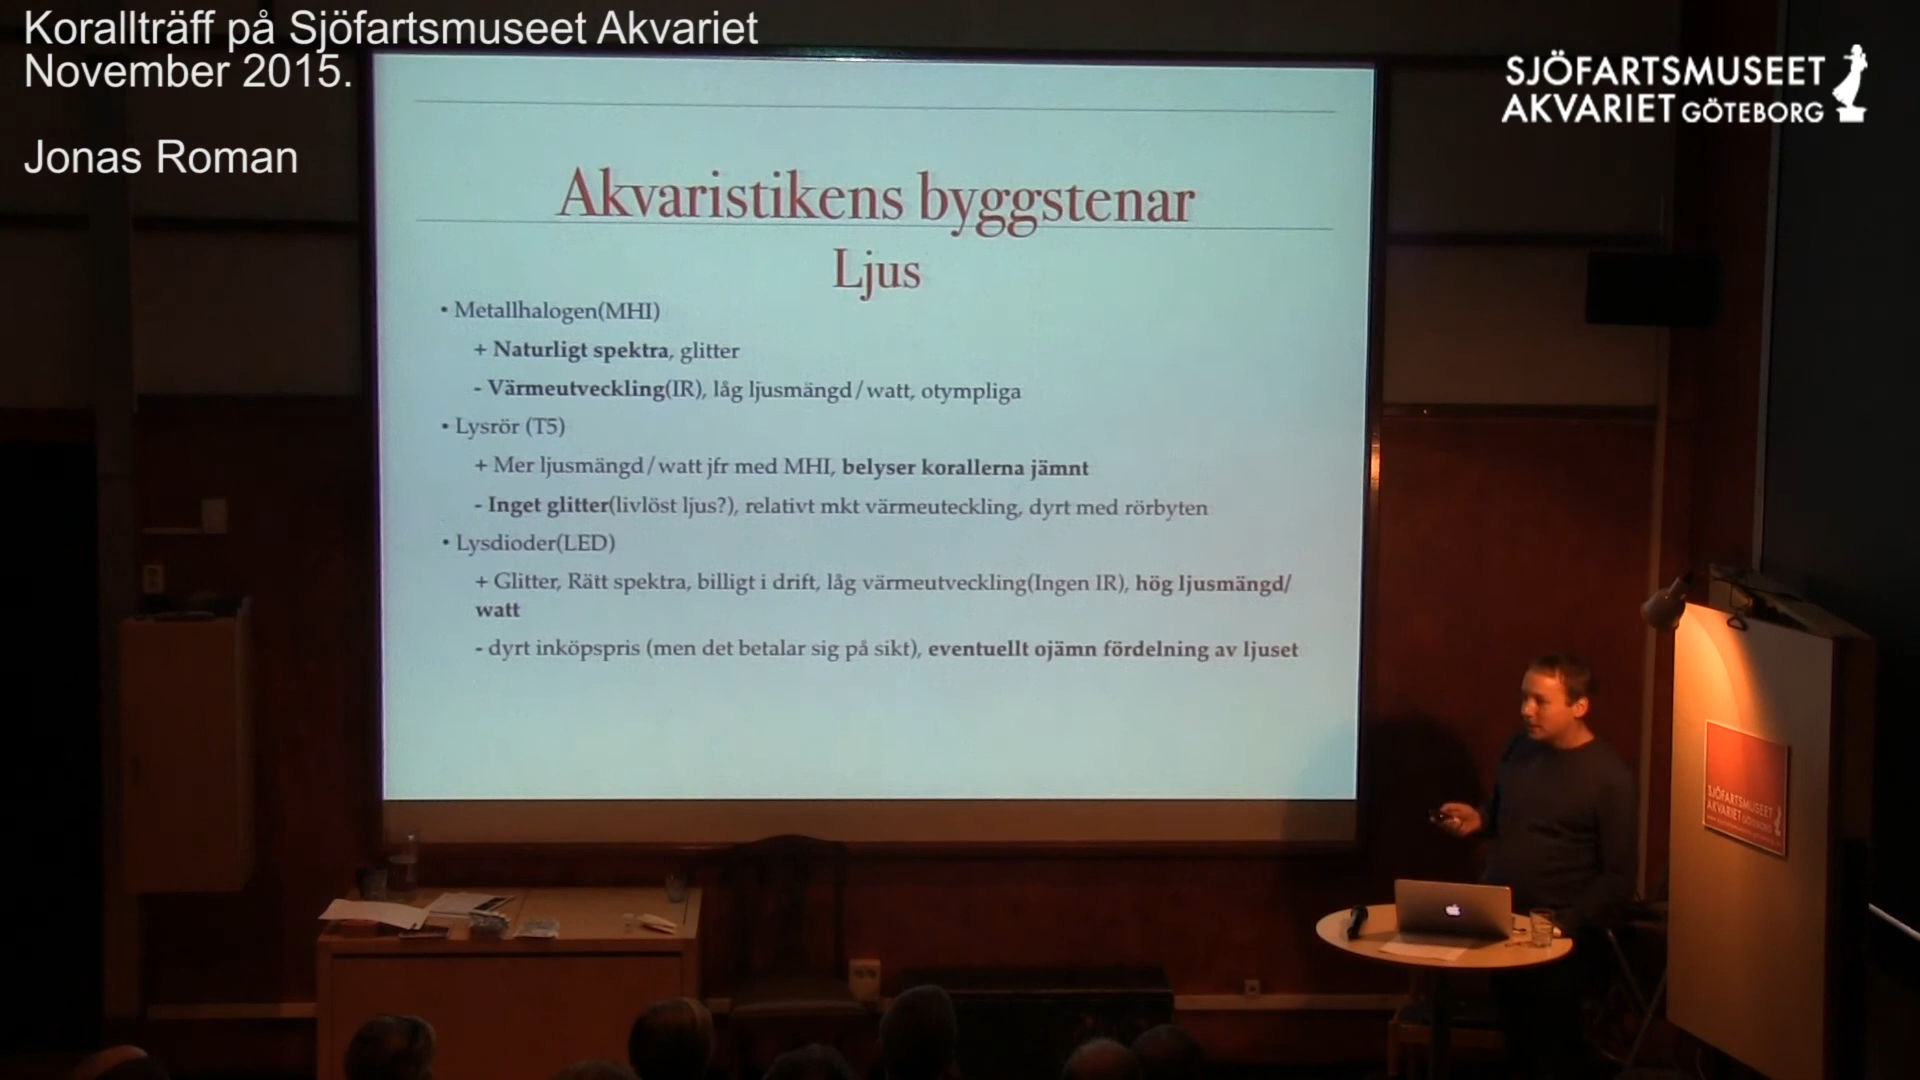 Korallträff på Sjöfartsmuseet Akvariet
November 2015.
Jonas Roman
SJÖFARTSMUSEET
AKVARIET GÖTEBORG
Akvaristikens byggstenar
Ljus
• Metallhalogen(MHI)
+ Naturligt spektra, glitter
- Värmeutveckling(IR), låg ljusmängd/watt, otympliga
• Lysrör (T5)
+ Mer ljusmängd/watt jfr med MHI, belyser korallerna jämnt
- Inget glitter(livlöst ljus?), relativt mkt värmeuteckling, dyrt med rörbyten
• Lysdioder(LED)
+ Glitter, Rätt spektra, billigt i drift, låg värmeutveckling(Ingen IR), hög ljusmängd/
watt
- dyrt inköpspris (men det betalar sig på sikt), eventuellt ojämn fördelning av ljuset
SJÖFARTSMUSEET
AKVARIET GÖTEBORG